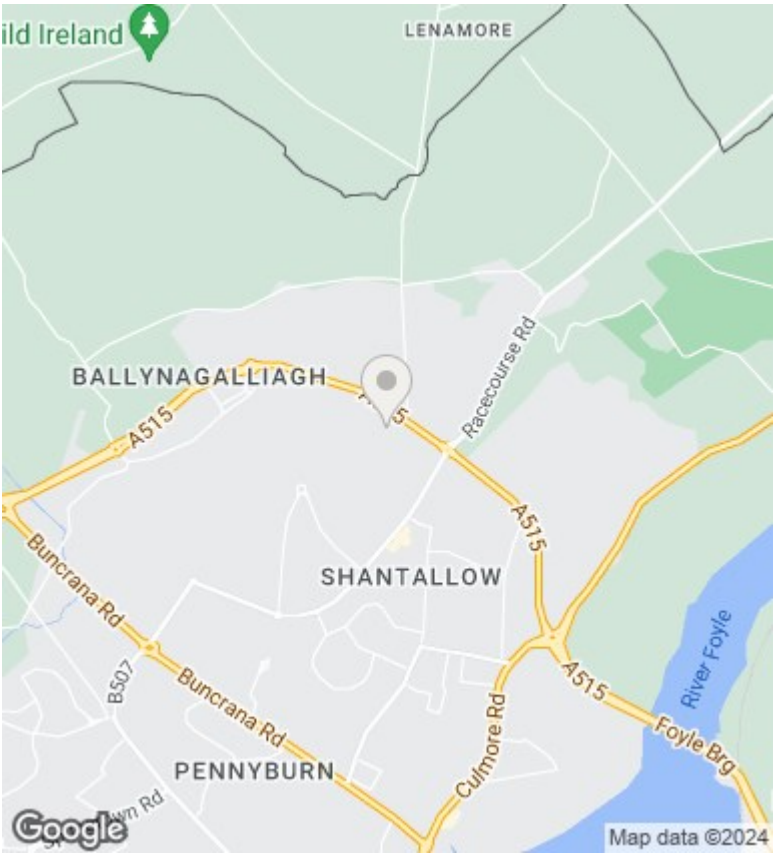 ild Ireland
LENAMORE
Racecourse Rd
BALLYNAGALLIAGH
A515
A515
SHANTALLOW
Buncrana Rd
B507
Buncrana Rd
Culmore Rd
A515
River Foyle
Foyle Brg
PENNYBURN
Google
Map data ©2024